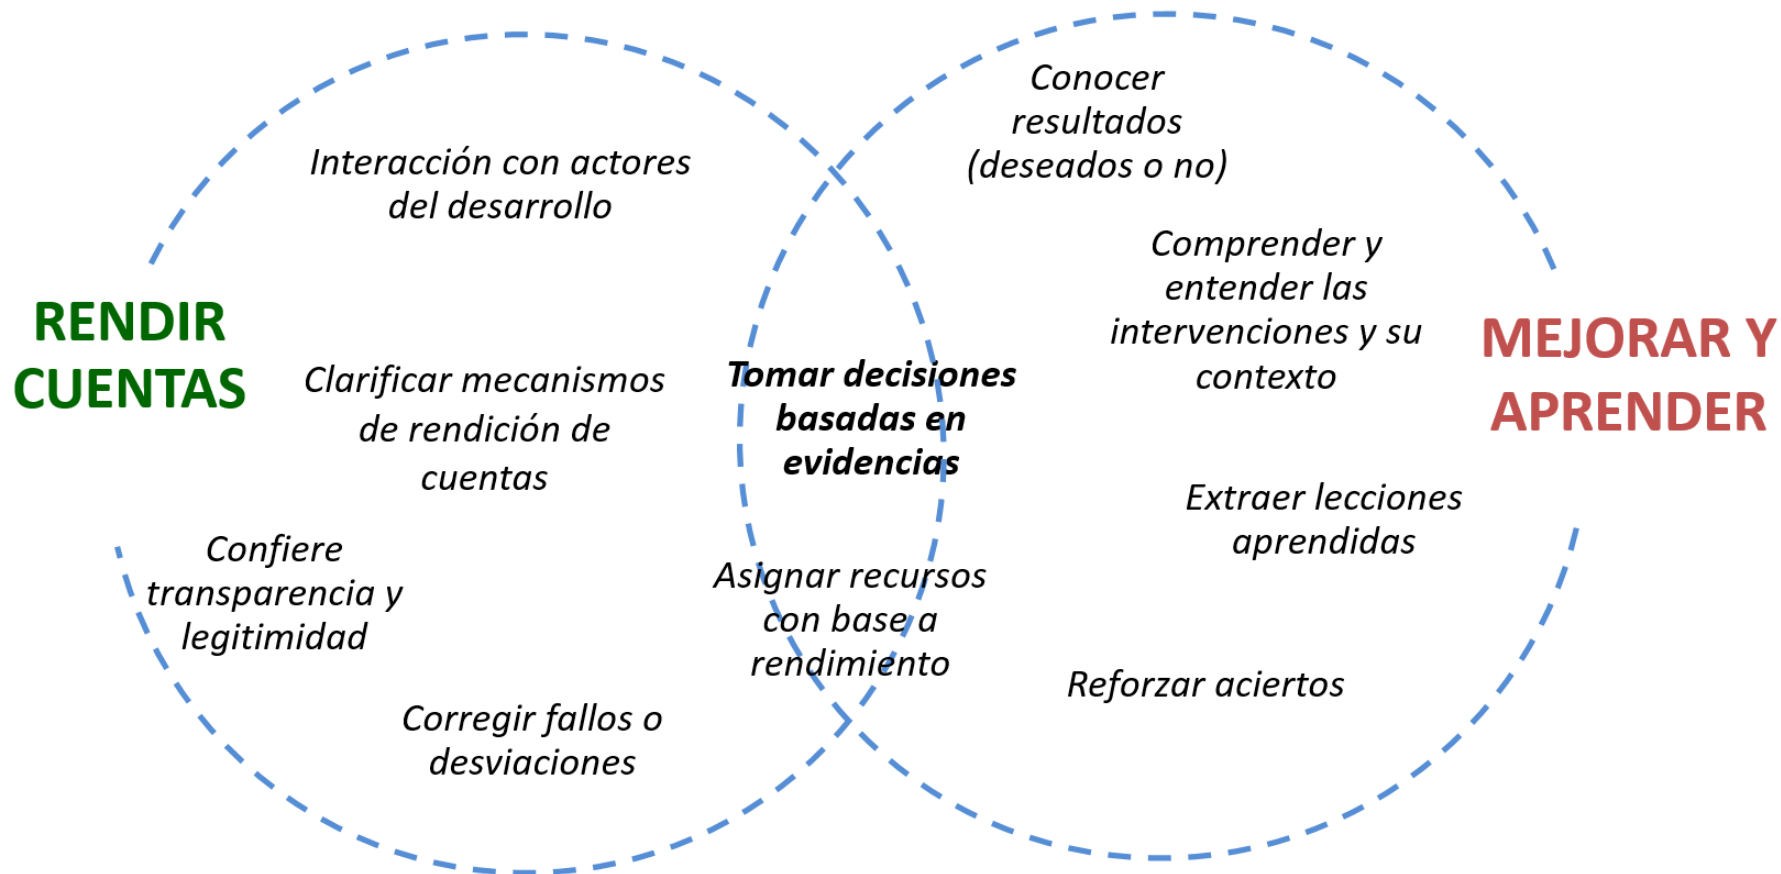 RENDIR
CUENTAS
Interacción con actores
del desarrollo
Clarificar mecanismos
de rendición de
cuentas
Confiere
transparencia y
legitimidad
Corregir fallos o
desviaciones
Tomar decisiones
basadas en
evidencias
Asignar recursos
con base a
rendimiento
Conocer
resultados
(deseados o no)
Comprender y
entender las
intervenciones y su
contexto
Extraer lecciones
aprendidas
Reforzar aciertos
MEJORAR Y
APRENDER